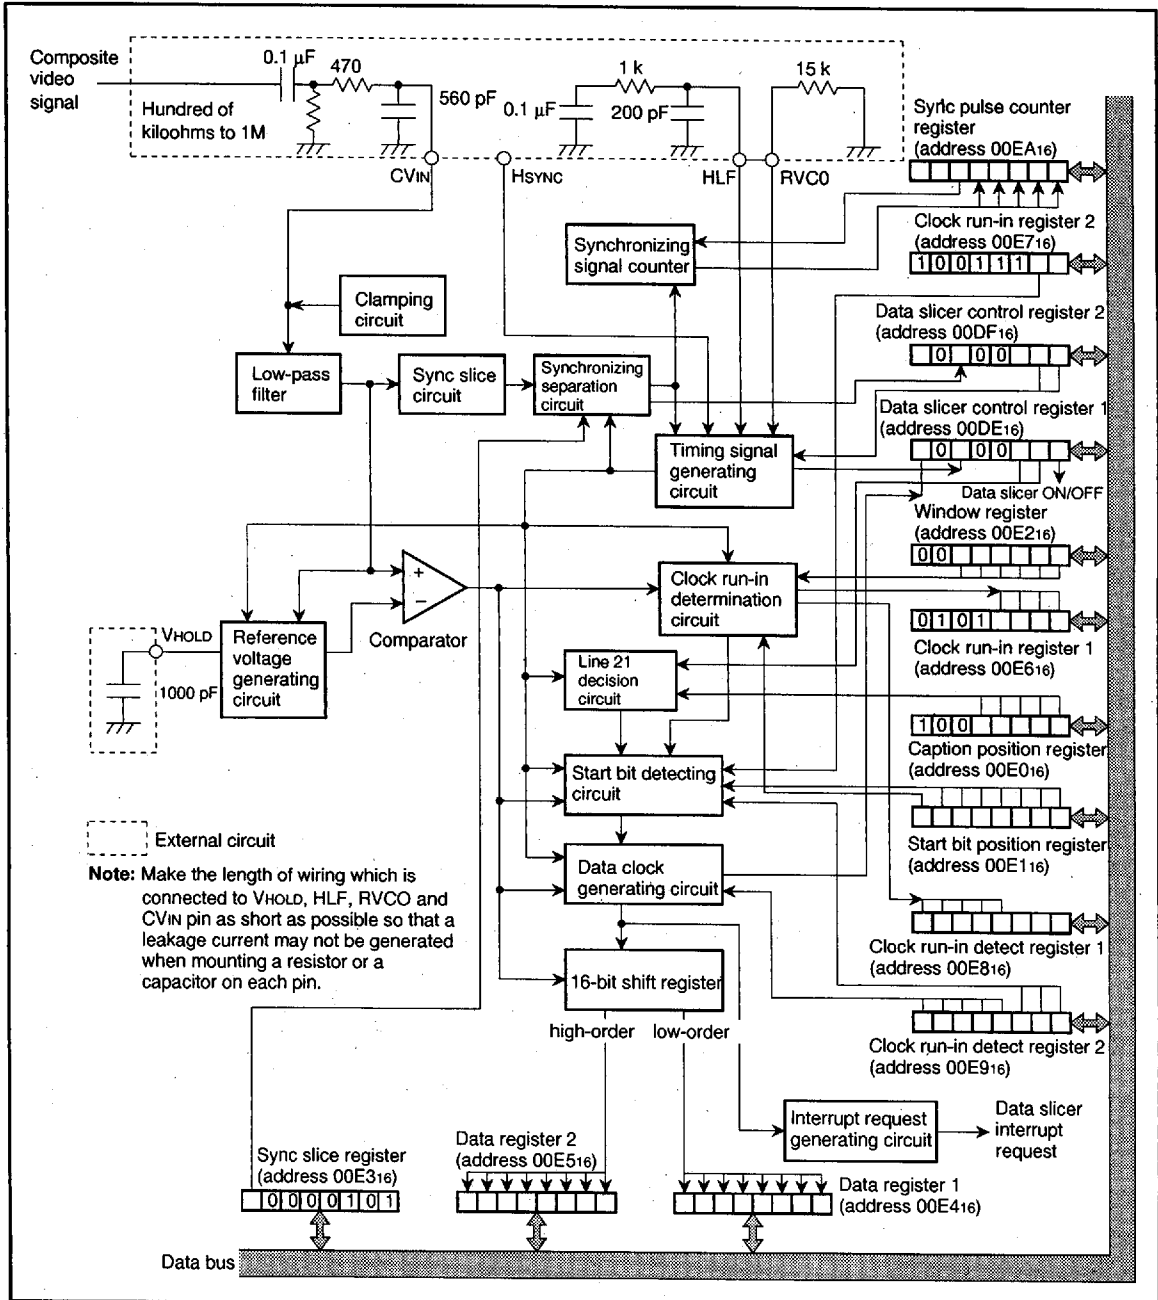 Composite
video
signal
0.1 µF
470
560 pF
Hundred of
kiloohms to 1M
1 k
0.1 µF
200 pF
15 k
CVIN
HSYNC
HLF
RVC0
Sync pulse counter
register
(address 00EA16)
Clock run-in register 2
(address 00E716)
1 0 0 1 1 1
Synchronizing
signal counter
Clamping
circuit
Data slicer control register 2
(address 00DF16)
0 0 0
Low-pass
filter
Sync slice
circuit
Synchronizing
separation
circuit
Data slicer control register 1
(address 00DE16)
0 0 0
Timing signal
generating
circuit
Data slicer ON/OFF
Window register
(address 00E216)
0 0
Clock run-in
determination
circuit
+
−
Comparator
0 1 0 1
Clock run-in register 1
(address 00E616)
VHOLD
1000 pF
Reference
voltage
generating
circuit
Line 21
decision
circuit
1 0 0
Caption position register
(address 00E016)
Start bit detecting
circuit
Start bit position register
(address 00E116)
External circuit
Data clock
generating circuit
Note: Make the length of wiring which is
connected to VHOLD, HLF, RVCO and
CVIN pin as short as possible so that a
leakage current may not be generated
when mounting a resistor or a
capacitor on each pin.
Clock run-in detect register 1
(address 00E816)
16-bit shift register
high-order
low-order
Clock run-in detect register 2
(address 00E916)
Interrupt request
generating circuit
Data slicer
interrupt
request
Sync slice register
(address 00E316)
0 0 0 0 1 0 1
Data register 2
(address 00E516)
Data register 1
(address 00E416)
Data bus